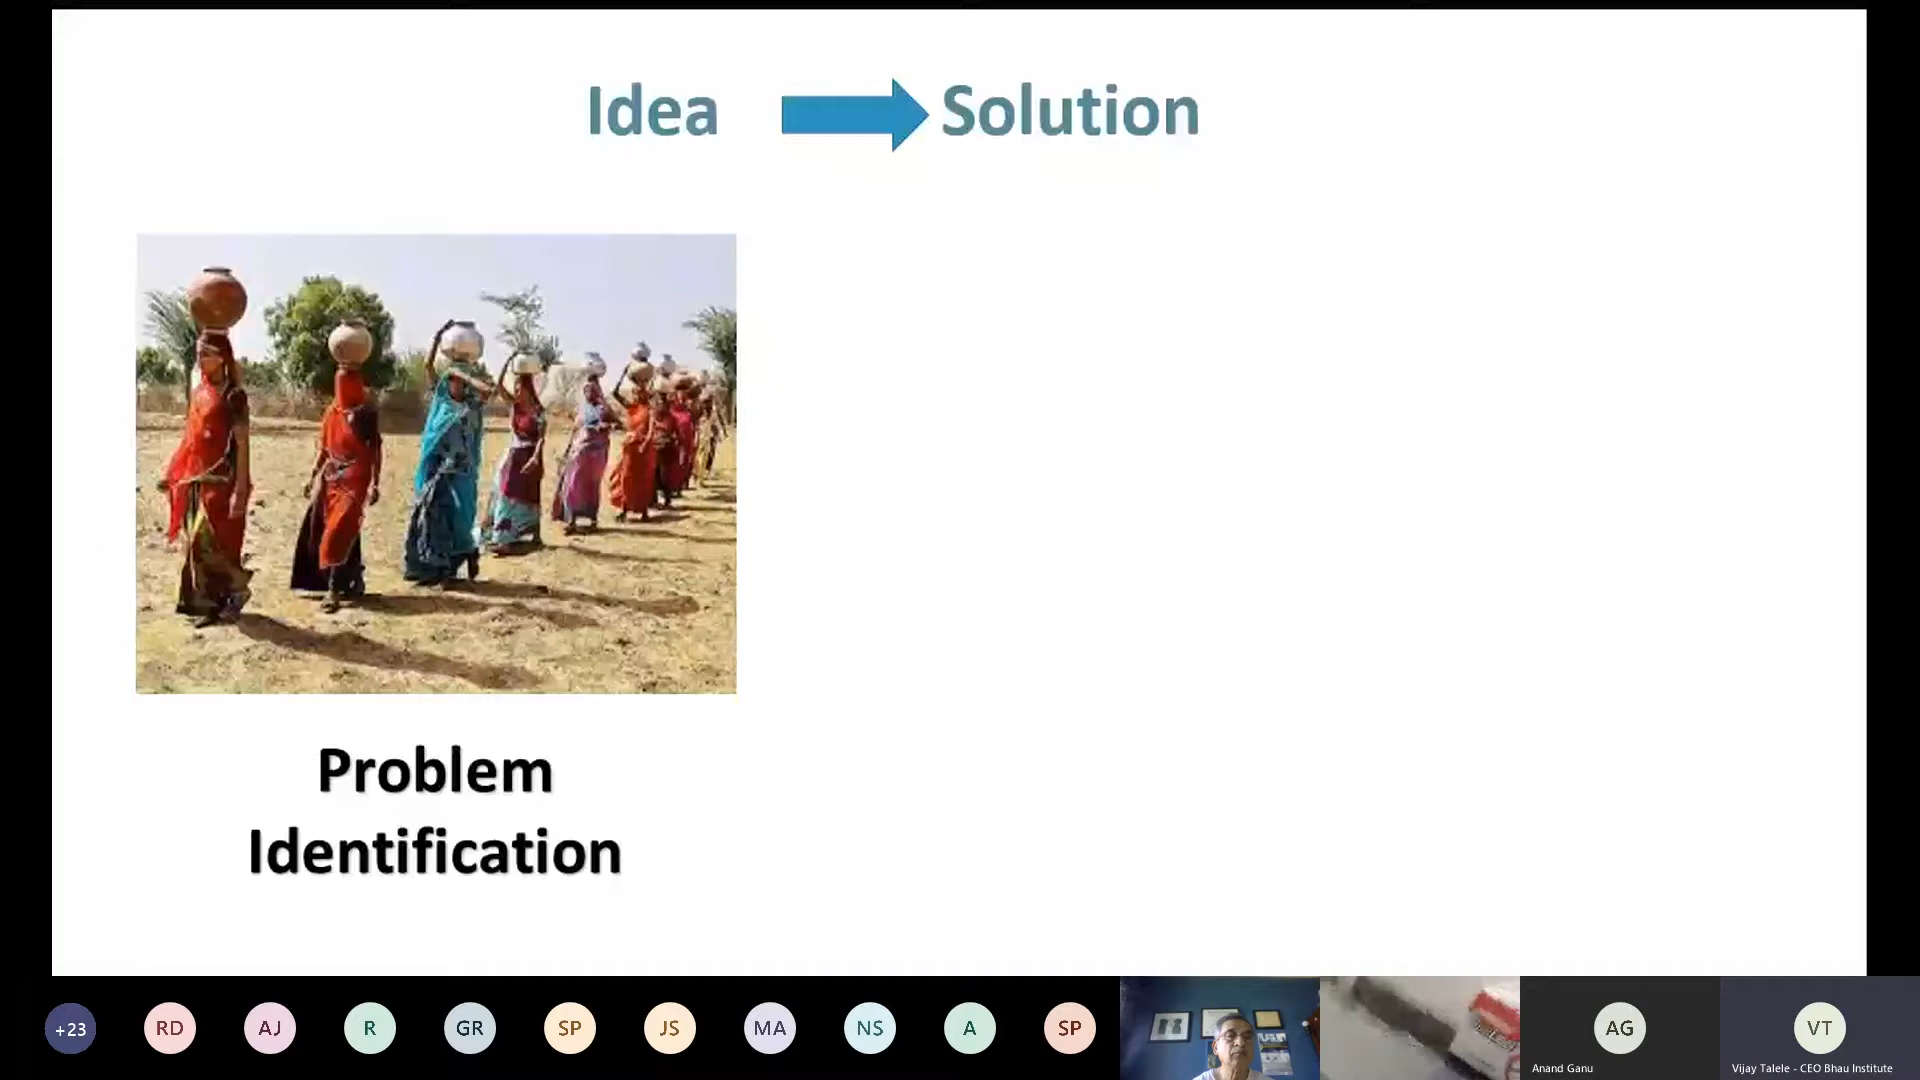 Idea Solution
Problem
Identification
+23 RD AJ R GR SP JS MA NS A SP AG VT
Anand Ganu Vijay Talele - CEO Bhau Institute